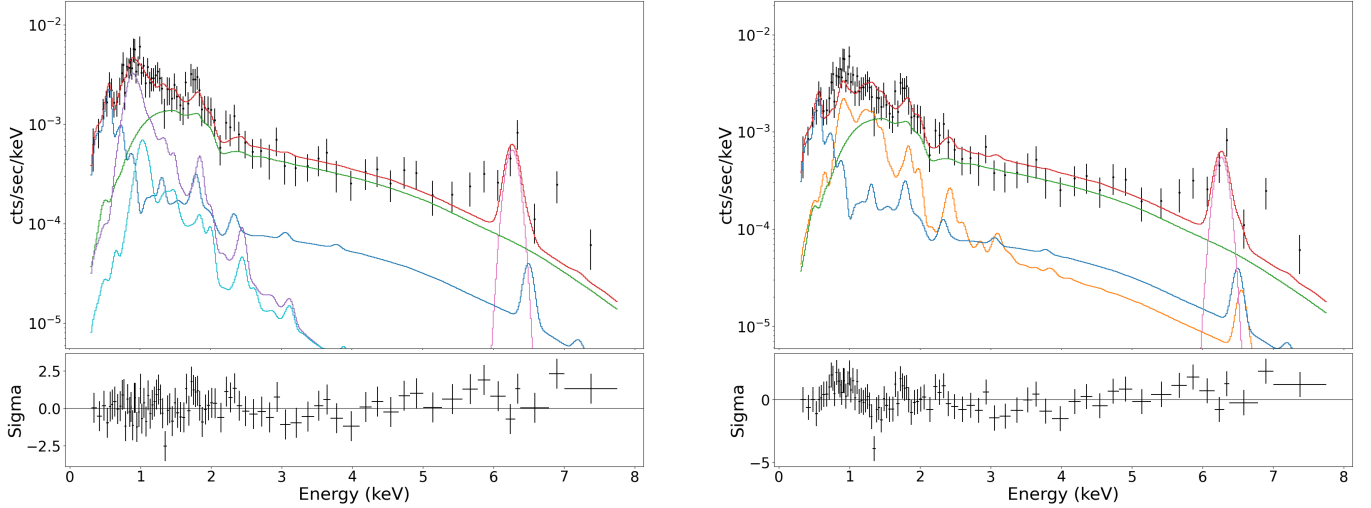 10⁻²
10⁻³
10⁻⁴
10⁻⁵
cts/sec/keV
2.5
0.0
−2.5
Sigma
0 1 2 3 4 5 6 7 8
Energy (keV)
10⁻²
10⁻³
10⁻⁴
10⁻⁵
cts/sec/keV
0
−5
Sigma
0 1 2 3 4 5 6 7 8
Energy (keV)